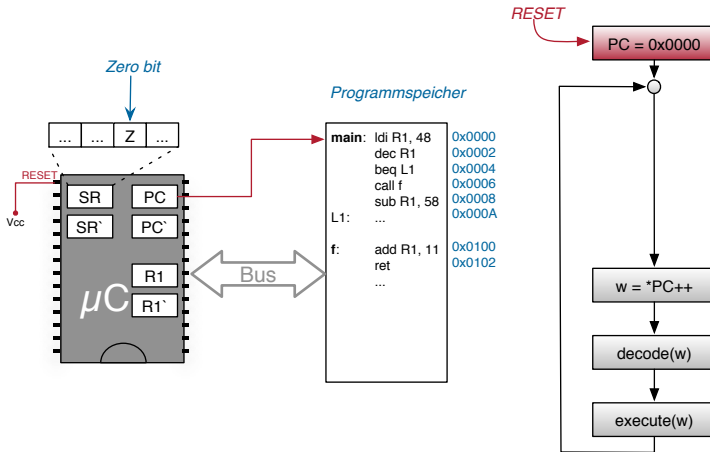 RESET
PC = 0x0000
Zero bit
Programmspeicher
... ... Z ...
main: ldi R1, 48 0x0000
dec R1 0x0002
beq L1 0x0004
call f 0x0006
sub R1, 58 0x0008
L1: ... 0x000A
f: add R1, 11 0x0100
ret 0x0102
...
RESET
Vcc
SR PC
SR` PC`
R1
R1`
µC
Bus
w = *PC++
decode(w)
execute(w)